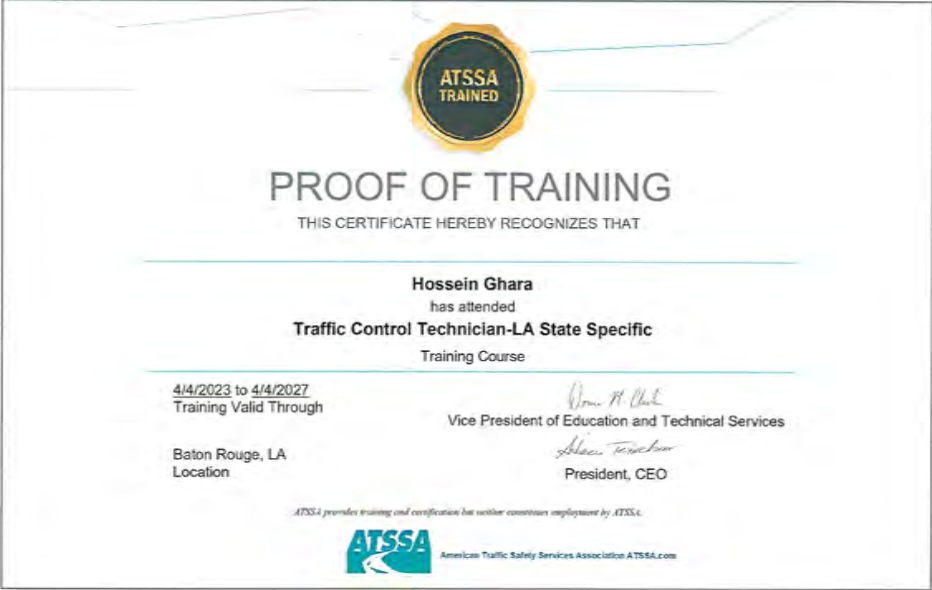 ATSSA
TRAINED
PROOF OF TRAINING
THIS CERTIFICATE HEREBY RECOGNIZES THAT
Hossein Ghara
has attended
Traffic Control Technician-LA State Specific
Training Course
4/4/2023 to 4/4/2027
Training Valid Through
Vice President of Education and Technical Services
Baton Rouge, LA
Location
President, CEO
ATSSA provides training and certification but neither constitutes employment by ATSSA.
ATSSA
American Traffic Safety Services Association ATSSA.com